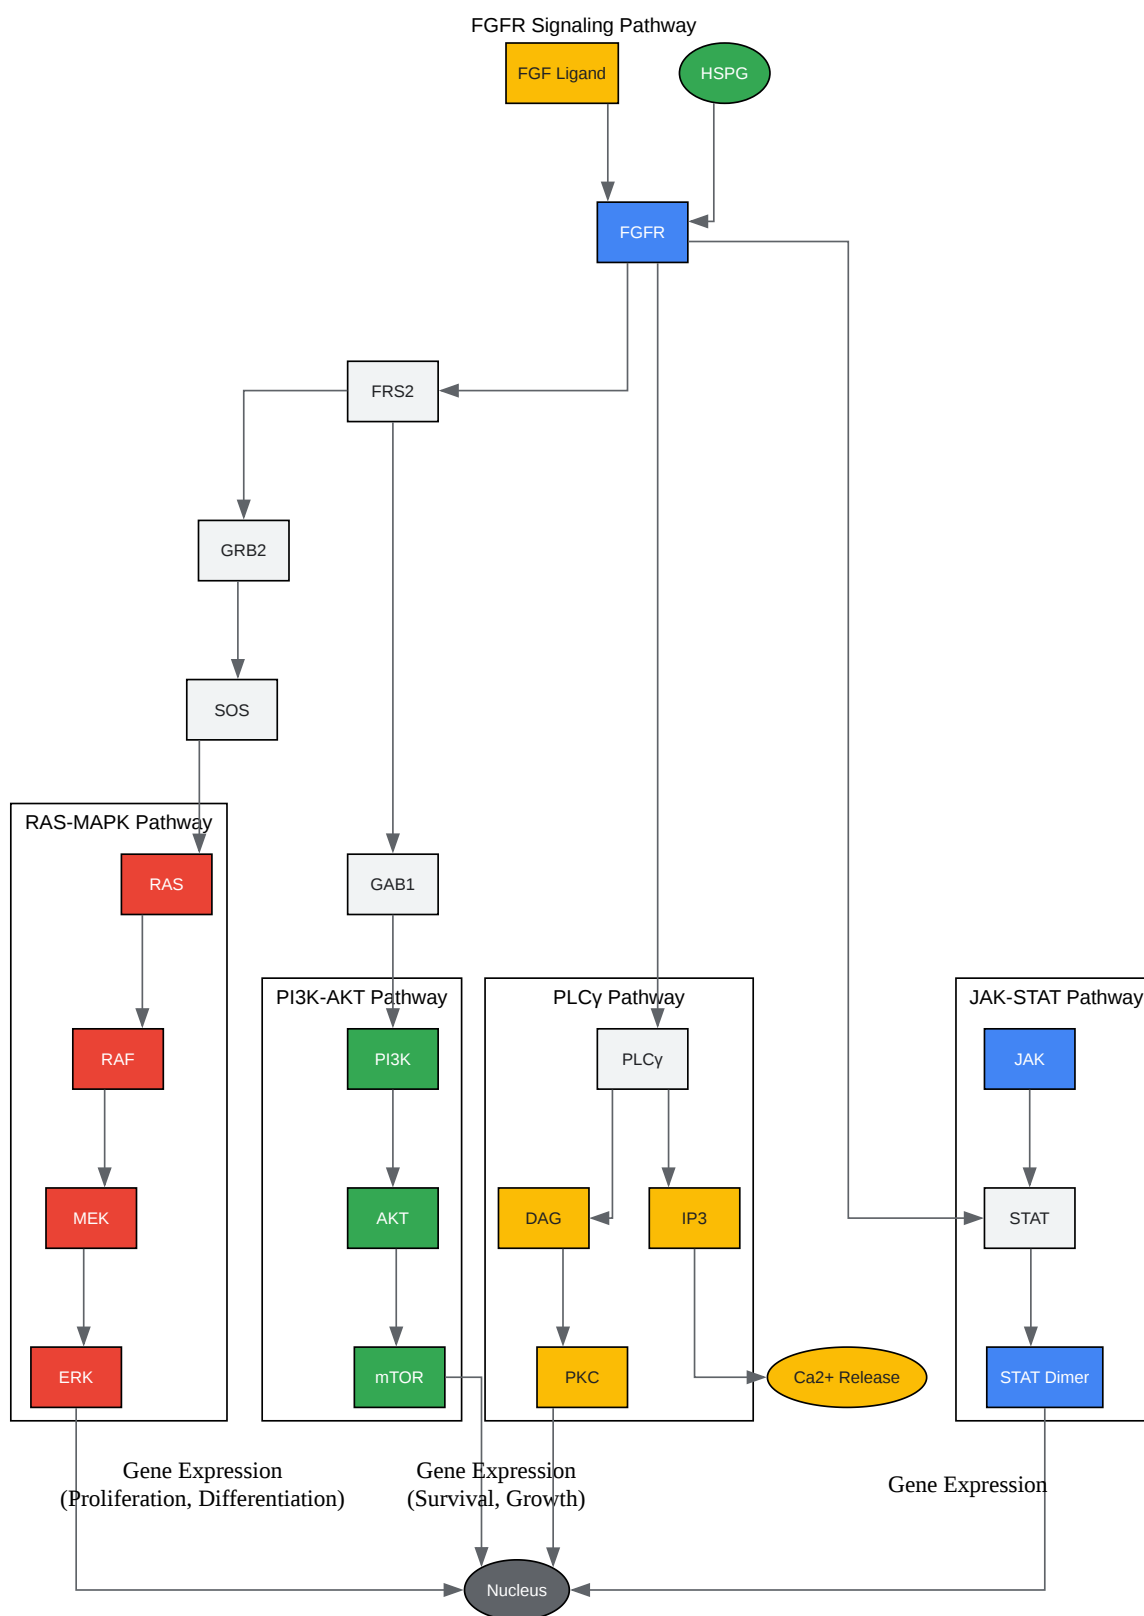 FGFR Signaling Pathway
FGF Ligand
HSPG
FGFR
FRS2
GRB2
SOS
RAS-MAPK Pathway
RAS
GAB1
PI3K-AKT Pathway
PLCγ Pathway
JAK-STAT Pathway
RAF
PI3K
PLCγ
JAK
MEK
AKT
DAG
IP3
STAT
ERK
mTOR
PKC
Ca2+ Release
STAT Dimer
Gene Expression
(Proliferation, Differentiation)
Gene Expression
(Survival, Growth)
Gene Expression
Nucleus